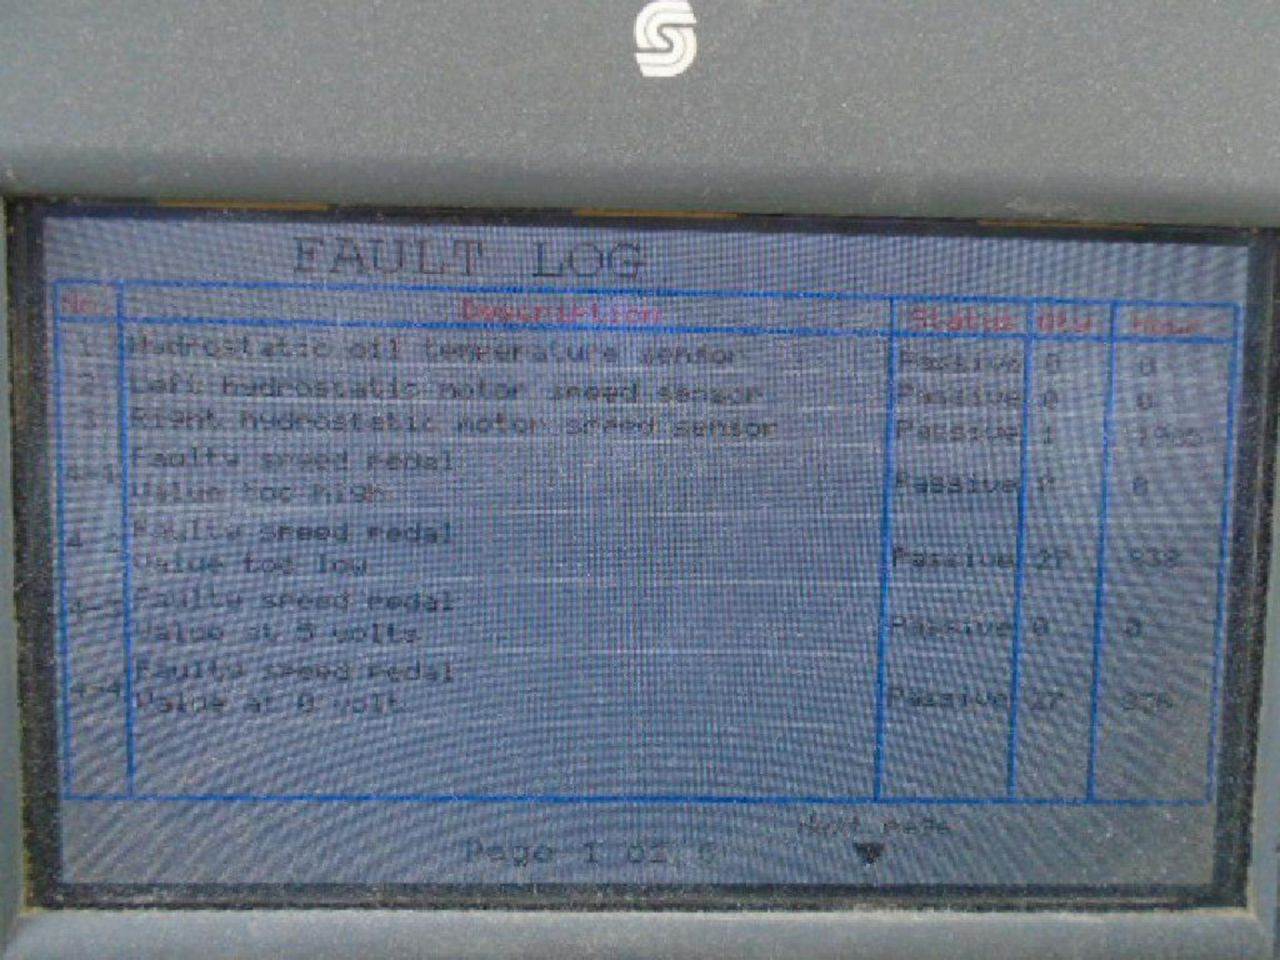 FAULT LOG
No. Description Status Qty Hour
1 Hydrostatic oil temperature sensor Passive 0 0
2 Left hydrostatic motor speed sensor Passive 0 0
3 Right hydrostatic motor speed sensor Passive 1
4-1 Faulty speed pedal
Value too high Passive 0
4-2 Faulty speed pedal
Value too low Passive
4-3 Faulty speed pedal
Value at 5 volts Passive 0 0
4-4 Faulty speed pedal
Value at 0 volt Passive 27
Next page
Page 1 of